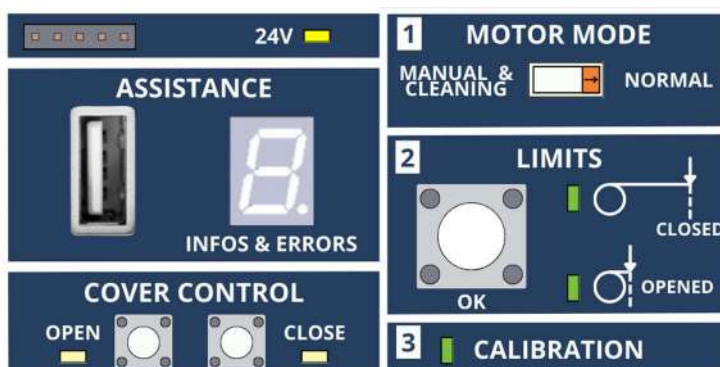 24V
ASSISTANCE
INFOS & ERRORS
COVER CONTROL
OPEN
CLOSE
1
MOTOR MODE
MANUAL &
CLEANING
NORMAL
2
LIMITS
CLOSED
OPENED
OK
3
CALIBRATION